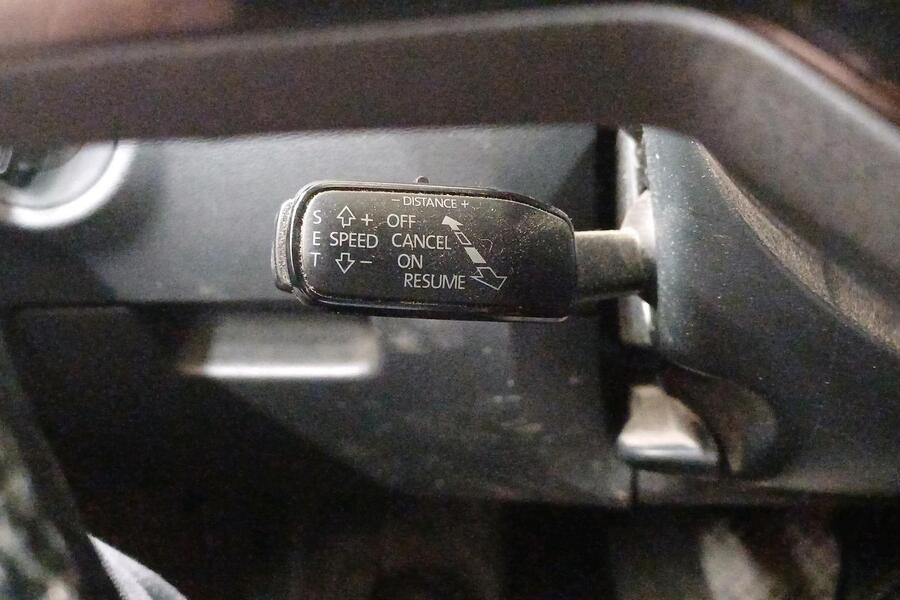 − DISTANCE +
S + OFF
E SPEED CANCEL
T − ON
RESUME